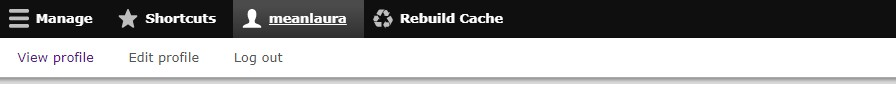 Manage Shortcuts meanlaura Rebuild Cache
View profile Edit profile Log out